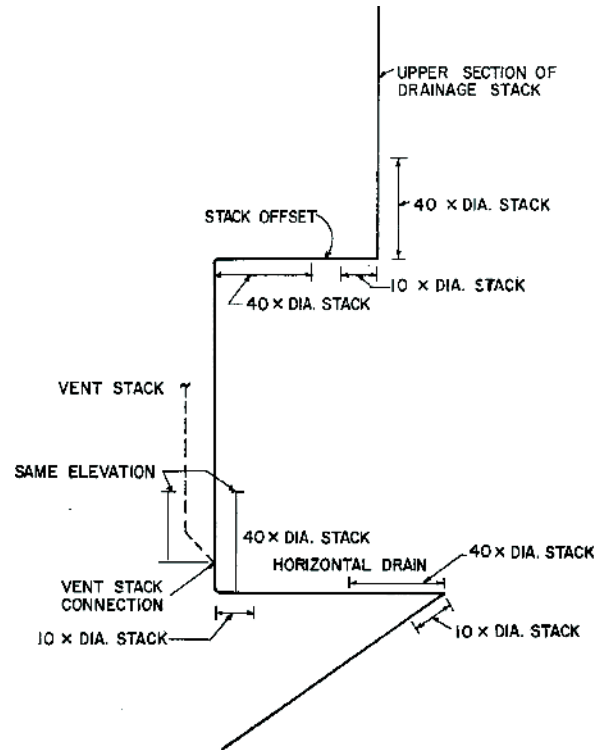 UPPER SECTION OF
DRAINAGE STACK
40 × DIA. STACK
STACK OFFSET
10 × DIA. STACK
40 × DIA. STACK
VENT STACK
SAME ELEVATION
40 × DIA. STACK
HORIZONTAL DRAIN
40 × DIA. STACK
VENT STACK
CONNECTION
10 × DIA. STACK
10 × DIA. STACK